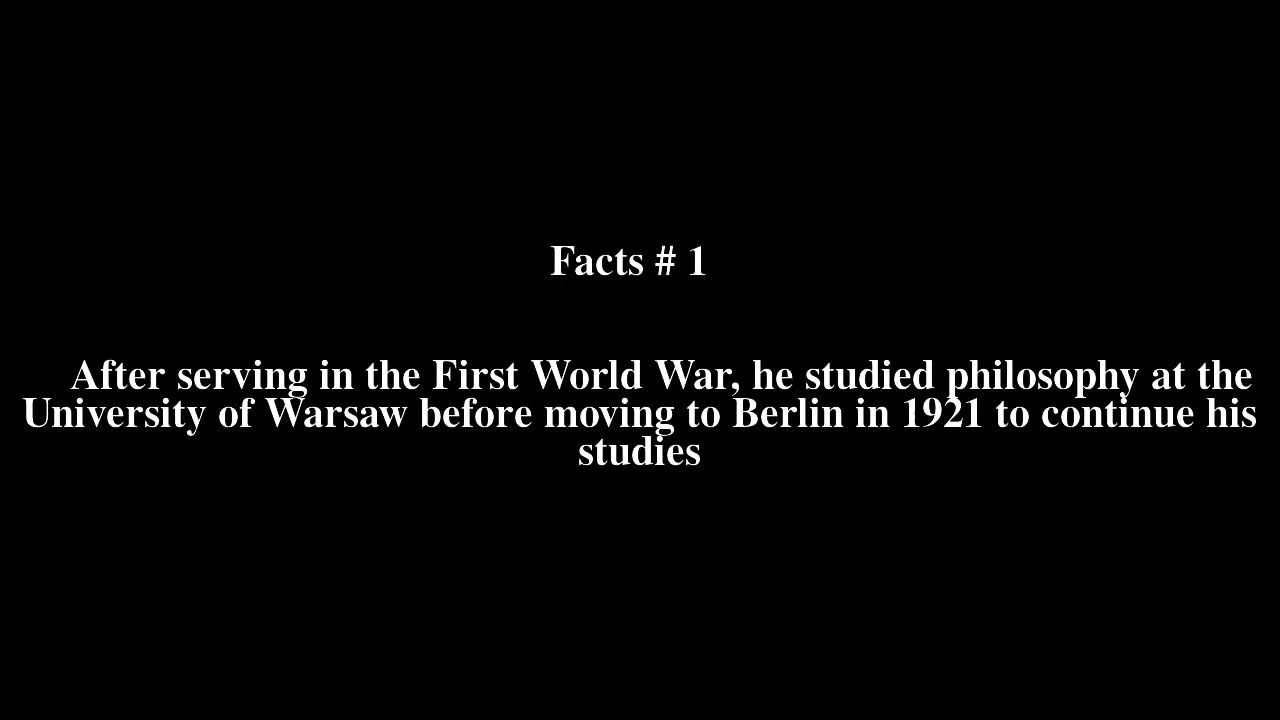 Facts # 1
After serving in the First World War, he studied philosophy at the
University of Warsaw before moving to Berlin in 1921 to continue his
studies